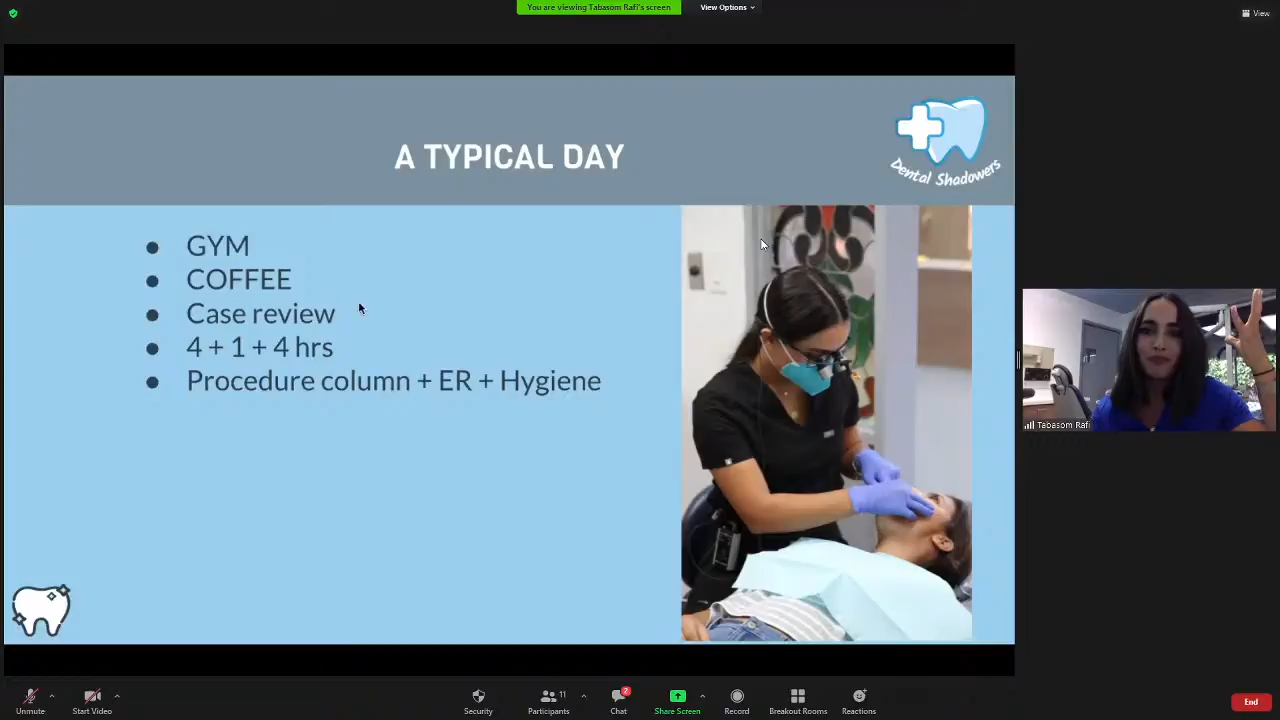 You are viewing Tabasom Rafi's screen
View Options
View
A TYPICAL DAY
Dental Shadowers
GYM
COFFEE
Case review
4 + 1 + 4 hrs
Procedure column + ER + Hygiene
Tabasom Rafi
Unmute
Start Video
Security
Participants
11
Chat
2
Share Screen
Record
Breakout Rooms
Reactions
End